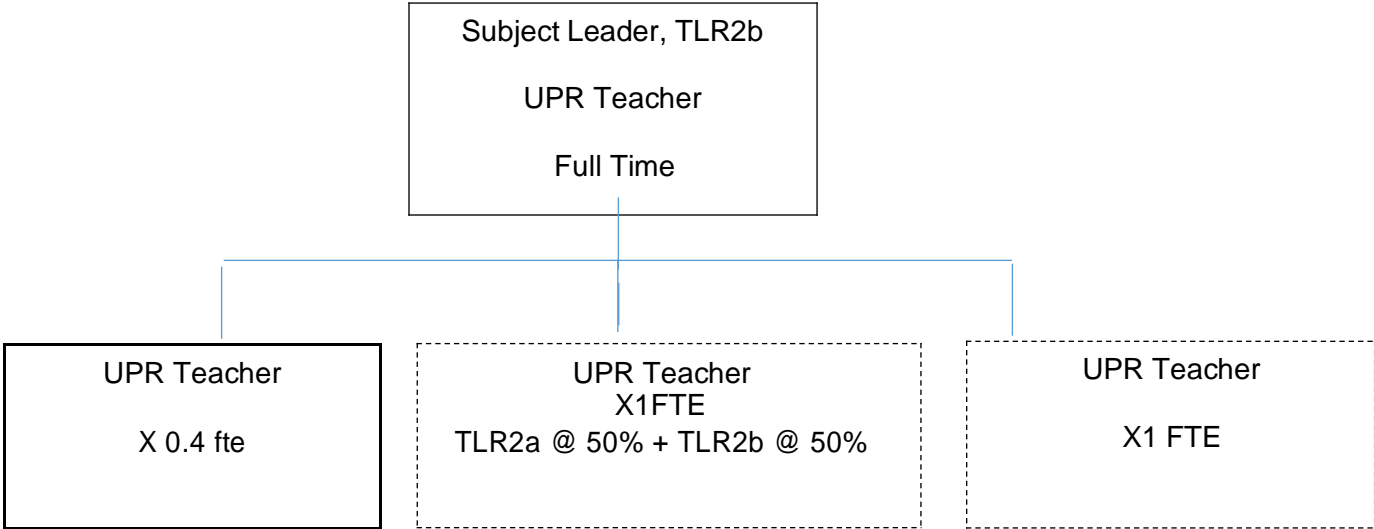 Subject Leader, TLR2b
UPR Teacher
Full Time
UPR Teacher
X 0.4 fte
UPR Teacher
X1FTE
TLR2a @ 50% + TLR2b @ 50%
UPR Teacher
X1 FTE